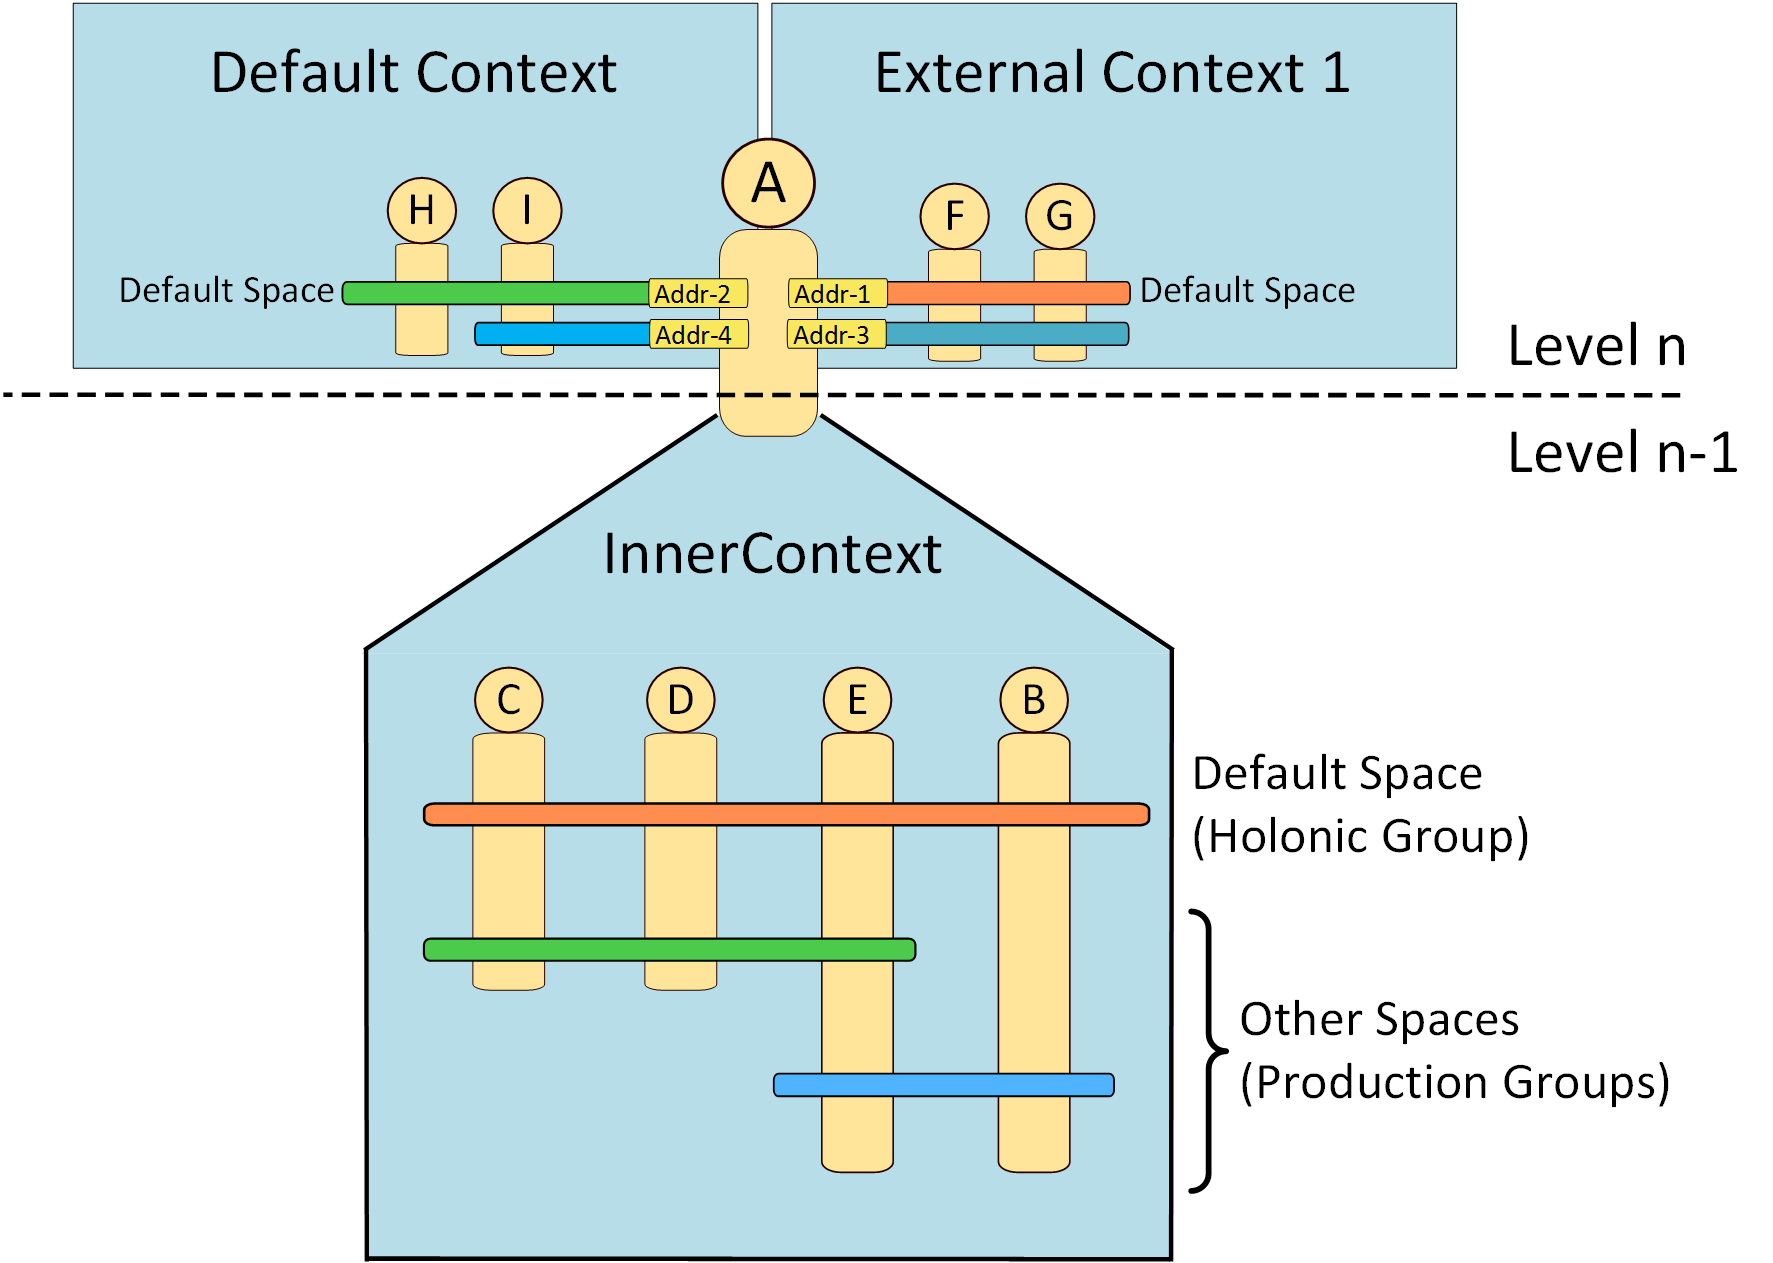 Default Context
External Context 1
A
H
I
F
G
Default Space
Addr-2
Addr-1
Default Space
Addr-4
Addr-3
Level n
Level n-1
InnerContext
C
D
E
B
Default Space
(Holonic Group)
Other Spaces
(Production Groups)